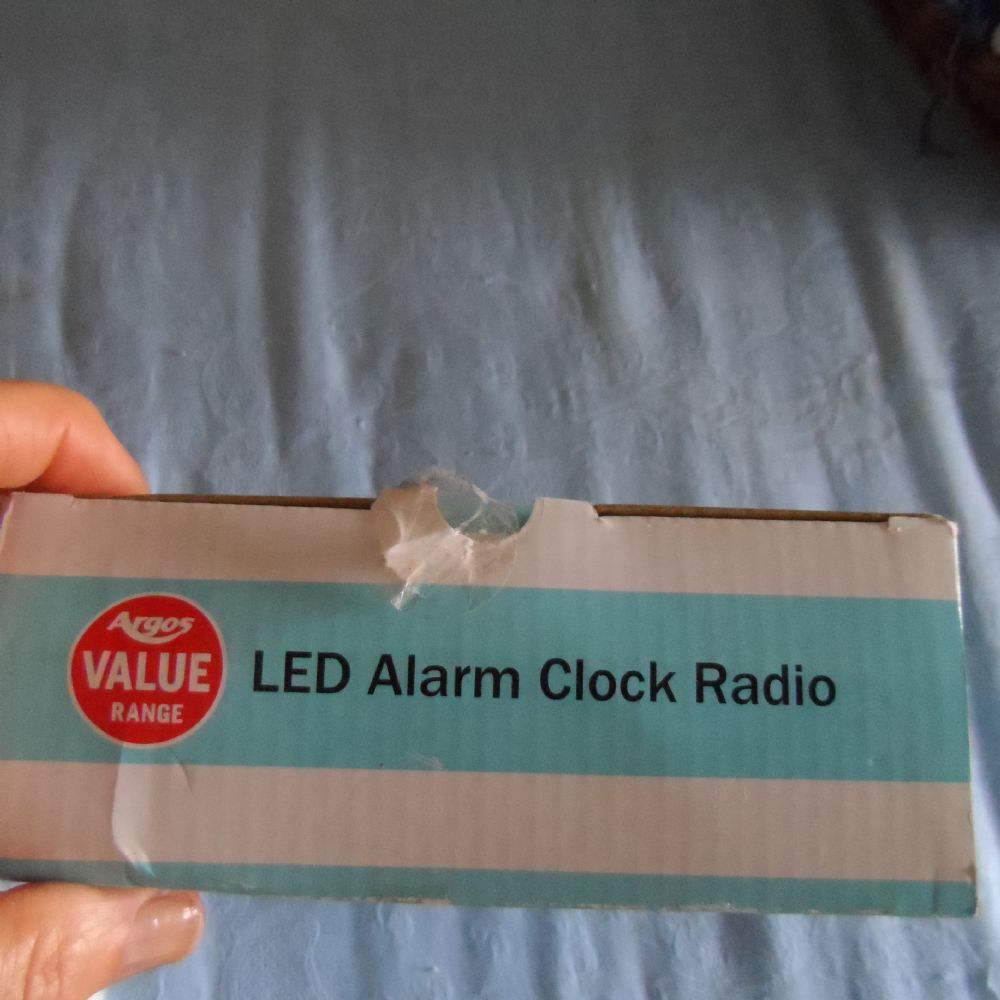 Argos
VALUE
RANGE
LED Alarm Clock Radio